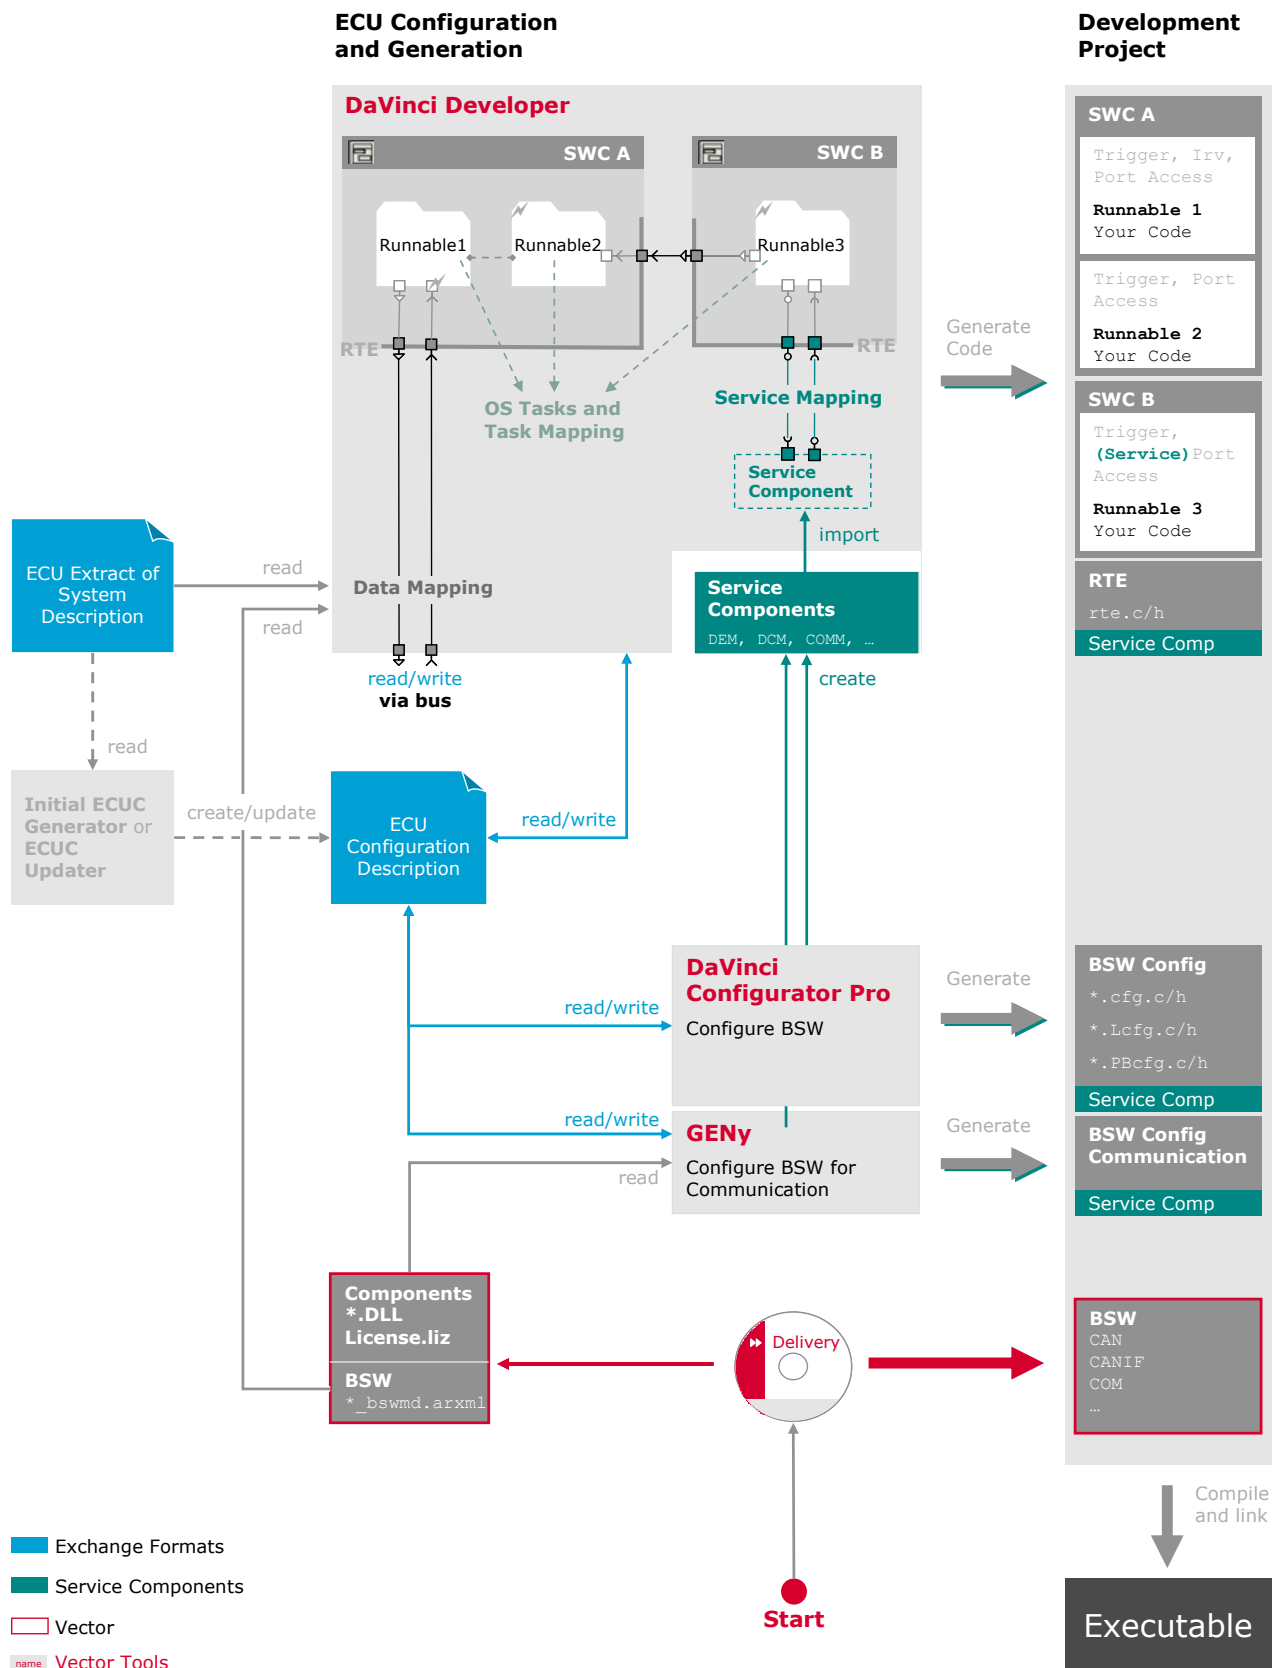 ECU Configuration
and Generation
Development
Project
DaVinci Developer
SWC A
SWC B
Runnable1
Runnable2
Runnable3
RTE
RTE
OS Tasks and
Task Mapping
Service Mapping
Service
Component
import
Data Mapping
Service
Components
DEM, DCM, COMM, …
create
read/write
via bus
ECU Extract of
System
Description
read
read
read
Initial ECUC
Generator or
ECUC
Updater
create/update
ECU
Configuration
Description
read/write
read/write
DaVinci
Configurator Pro
Configure BSW
read/write
GENy
Configure BSW for
Communication
read
Components
*.DLL
License.liz
BSW
*_bswmd.arxml
Delivery
Start
Generate
Code
Generate
Generate
SWC A
Trigger, Irv,
Port Access
Runnable 1
Your Code
Trigger, Port
Access
Runnable 2
Your Code
SWC B
Trigger,
(Service)Port
Access
Runnable 3
Your Code
RTE
rte.c/h
Service Comp
BSW Config
*.cfg.c/h
*.Lcfg.c/h
*.PBcfg.c/h
Service Comp
BSW Config
Communication
Service Comp
BSW
CAN
CANIF
COM
…
Compile
and link
Executable
Exchange Formats
Service Components
Vector
name Vector Tools